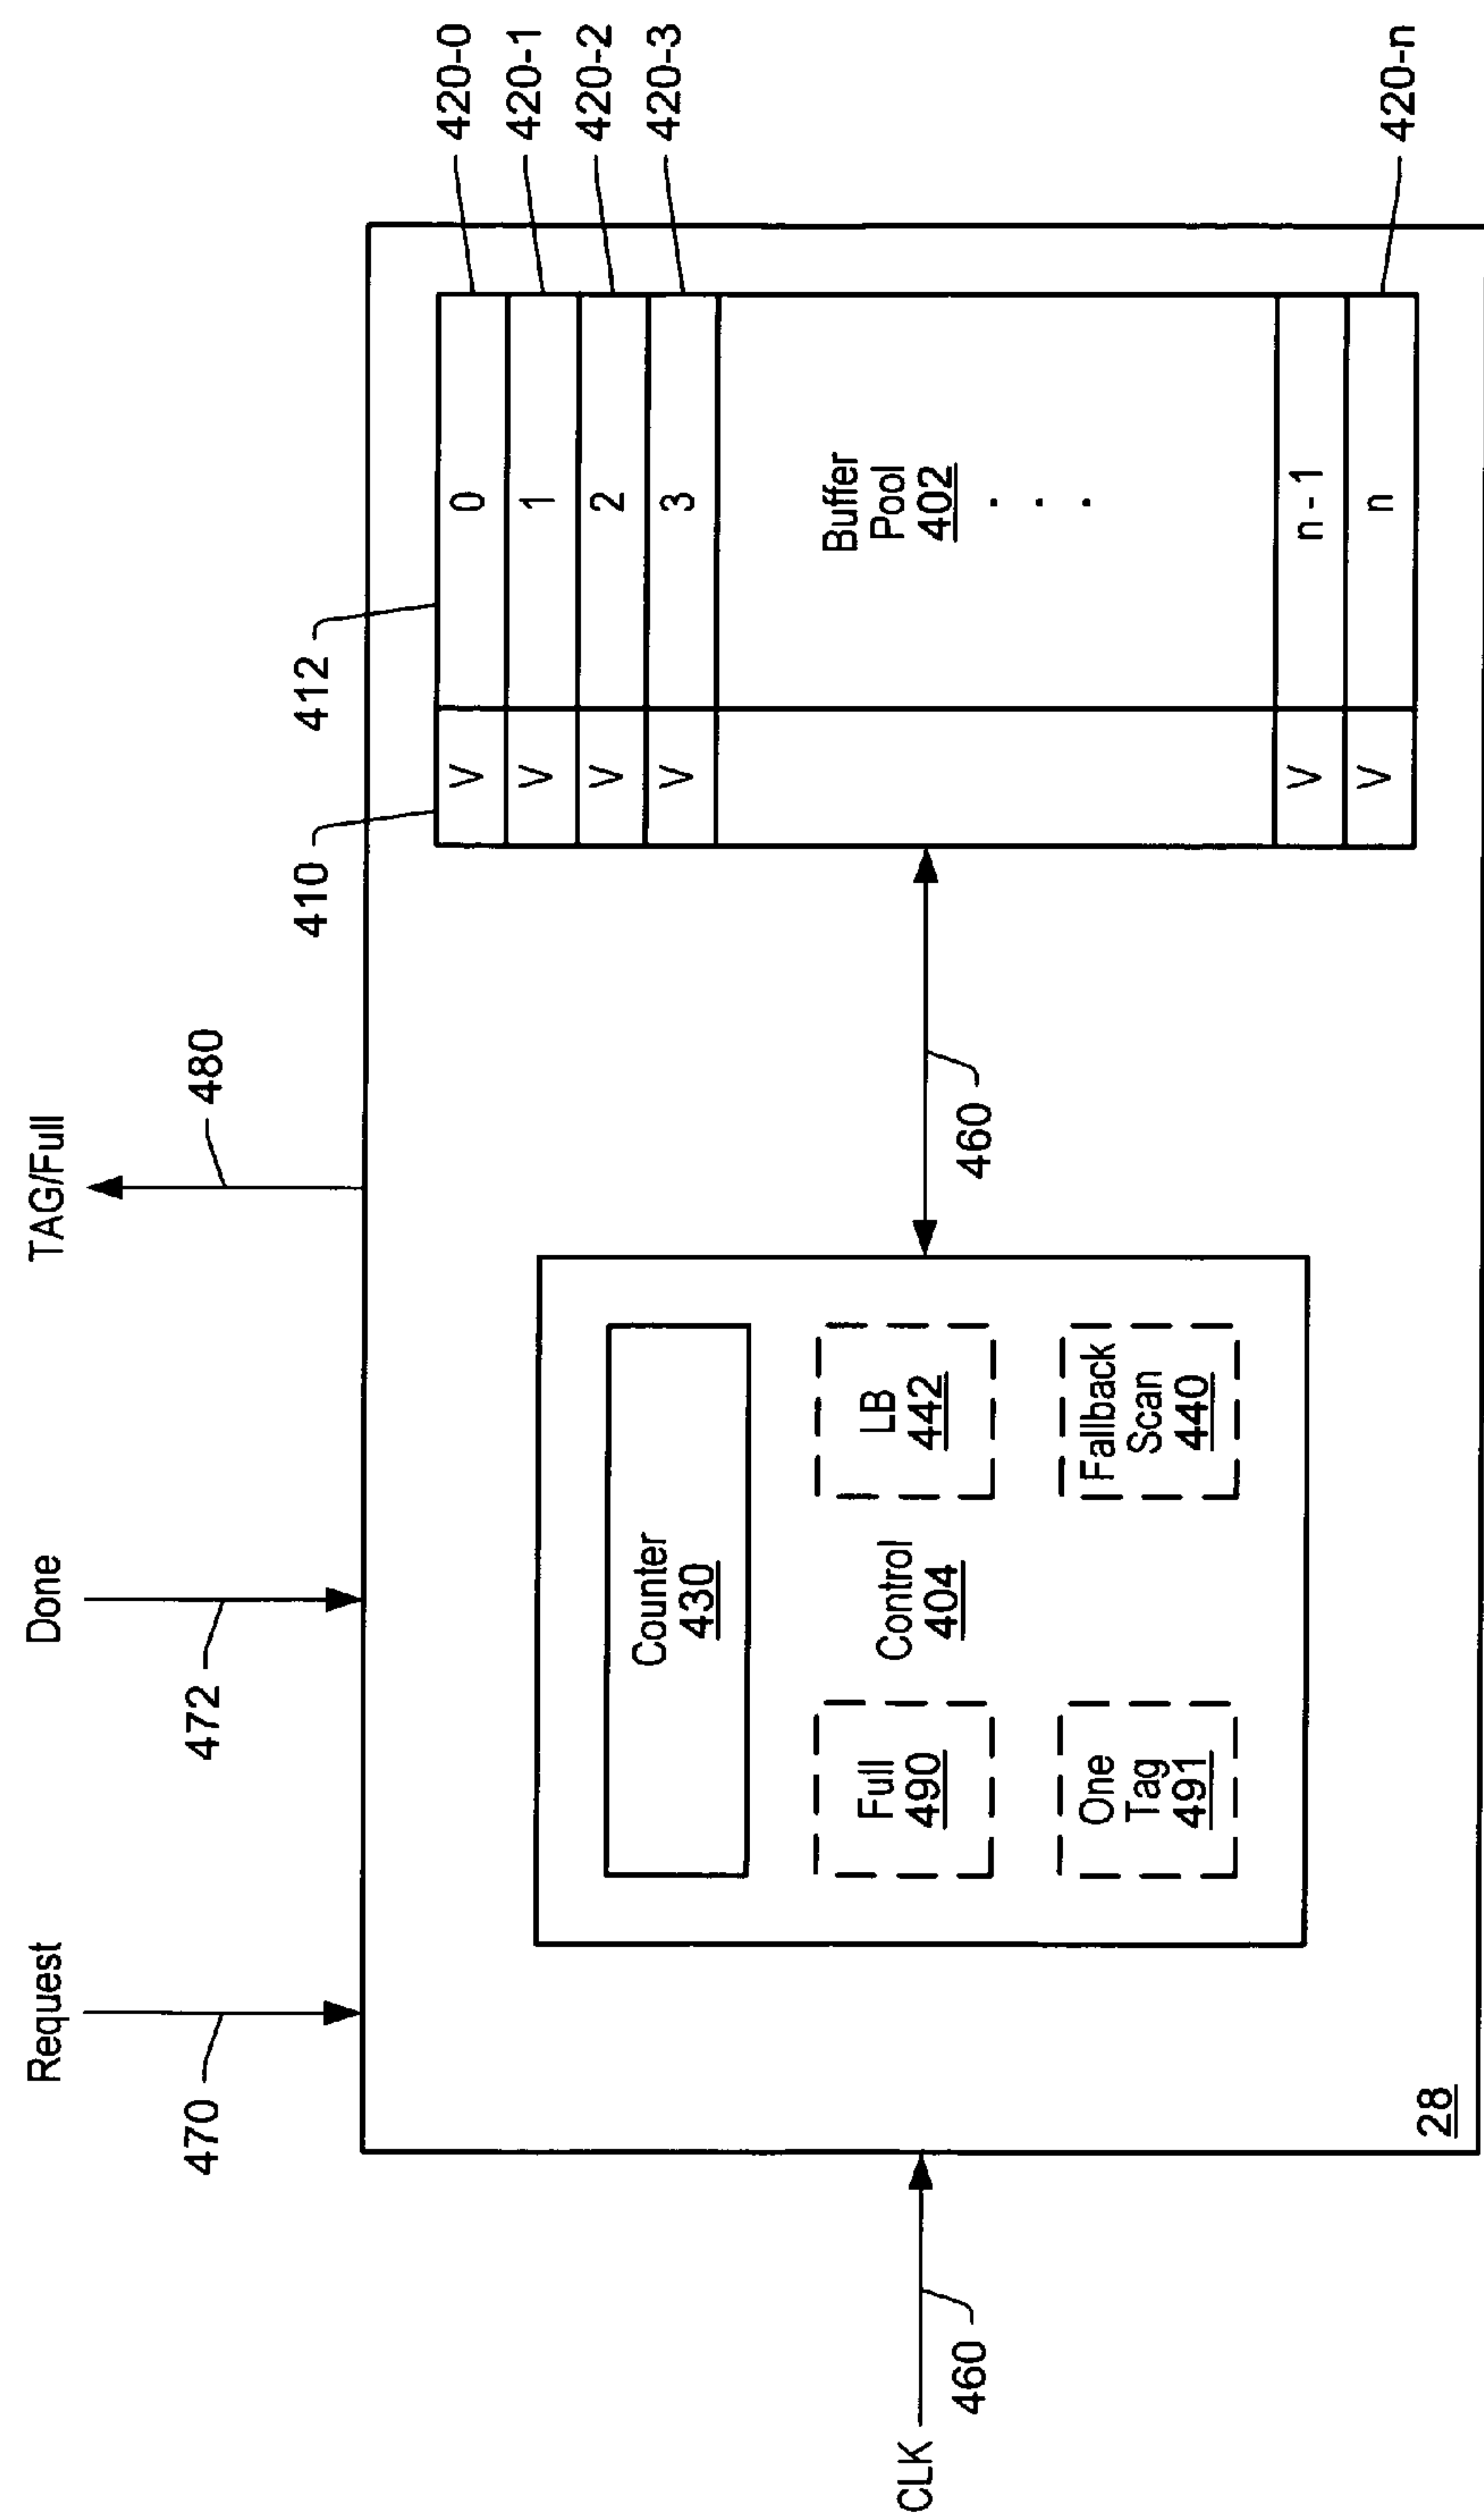 Request
Done
TAG/Full
470
472
480
410
412
V
0
420-0
V
1
420-1
V
2
420-2
V
3
420-3
Buffer
Pool
402
. . .
V
n-1
V
n
420-n
Counter
430
Full
490
LB
442
Control
404
One
Tag
491
Fallback
Scan
440
460
CLK
460
28